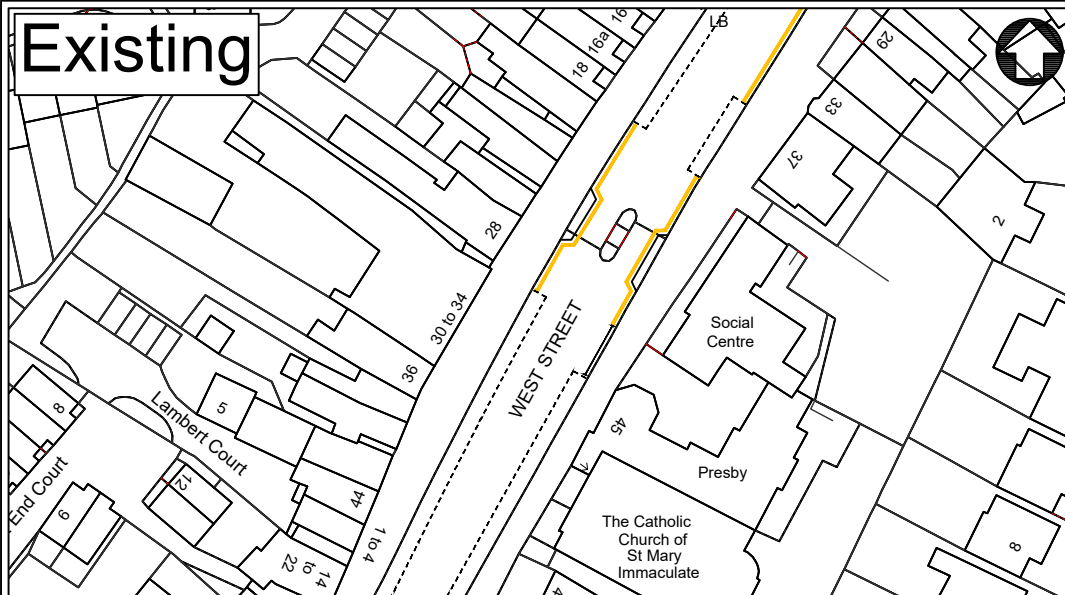 Existing
LB
16
16a
18
29
33
37
2
28
30 to 34
36
WEST STREET
Social
Centre
45
Presby
The Catholic
Church of
St Mary
Immaculate
8
Lambert Court
5
12
End Court
9
44
1 to 4
14
to
22
8
4